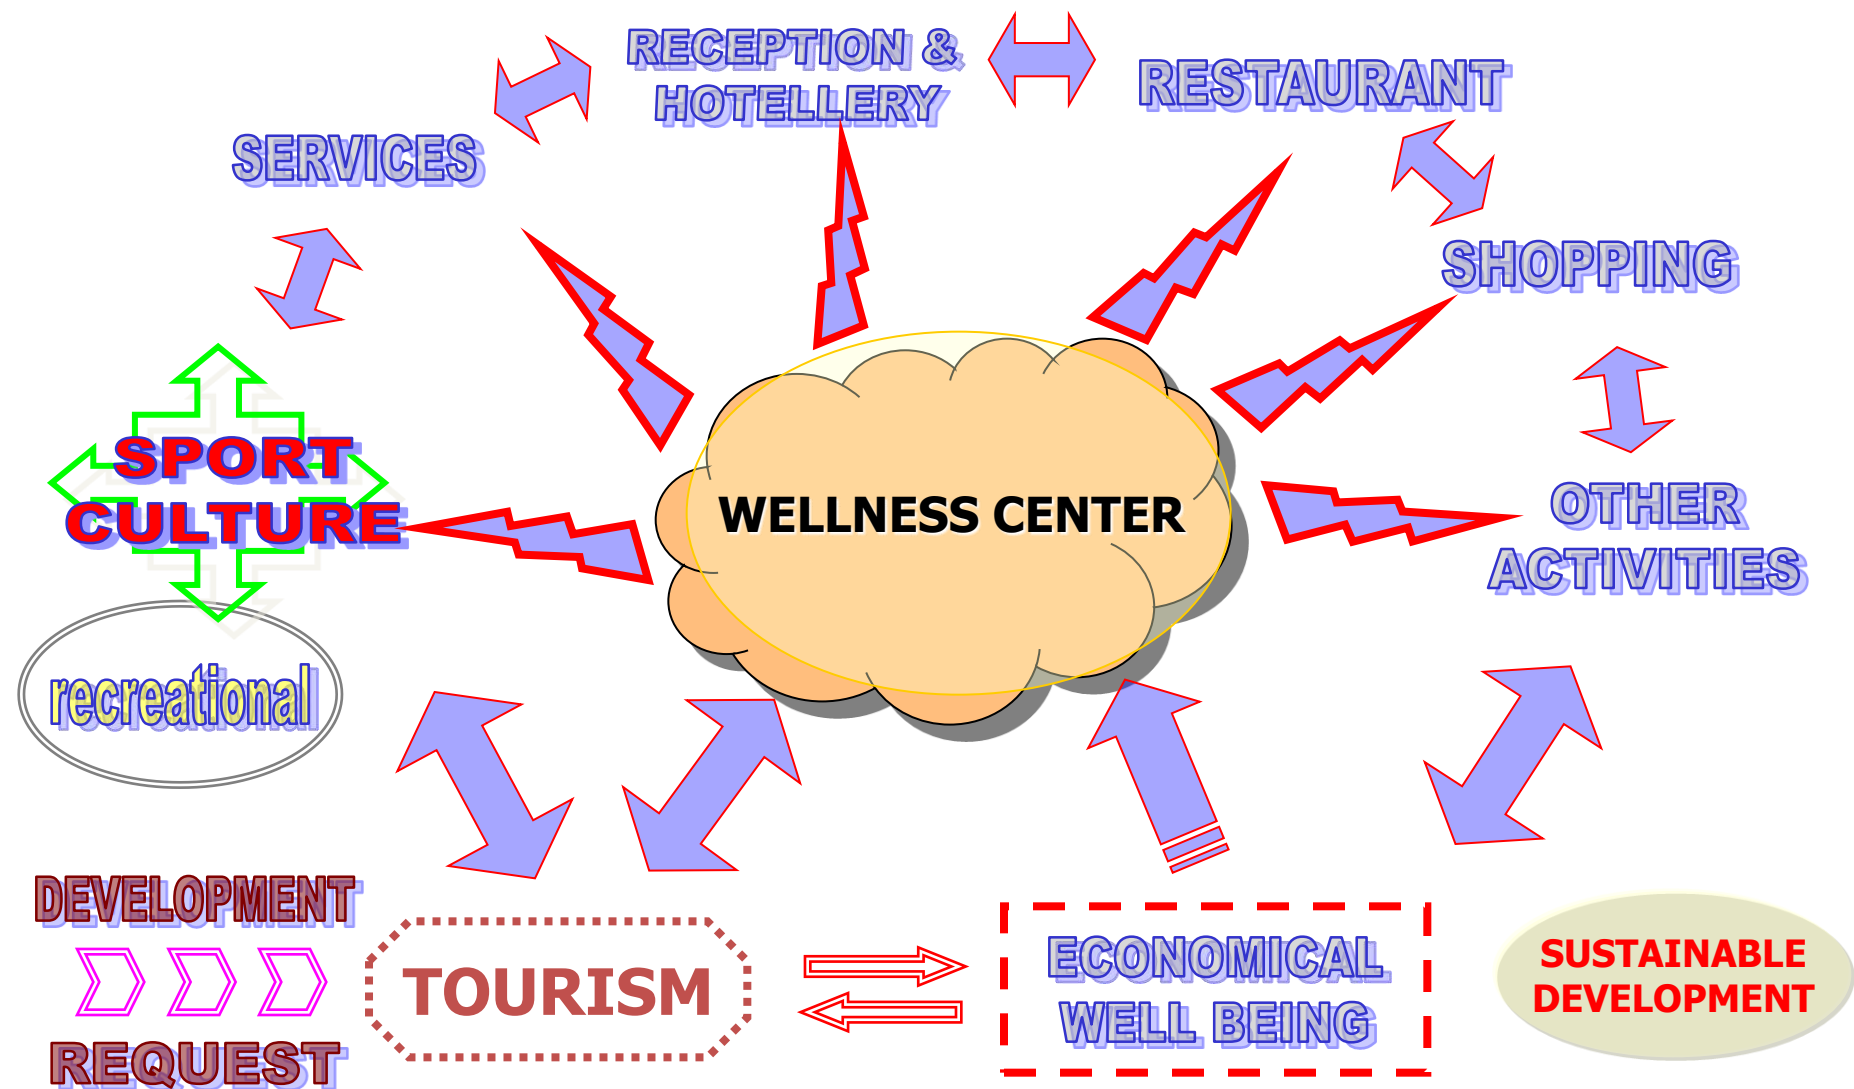 RECEPTION &
HOTELLERY
RESTAURANT
SERVICES
SHOPPING
SPORT
CULTURE
WELLNESS CENTER
OTHER
ACTIVITIES
recreational
DEVELOPMENT
REQUEST
TOURISM
ECONOMICAL
WELL BEING
SUSTAINABLE
DEVELOPMENT